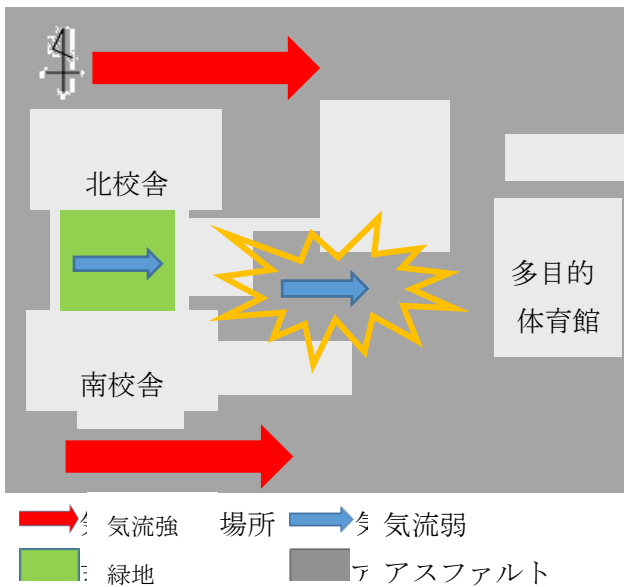 北校舎
多目的
体育館
南校舎
気流強 場所 気流弱
緑地 アスファルト